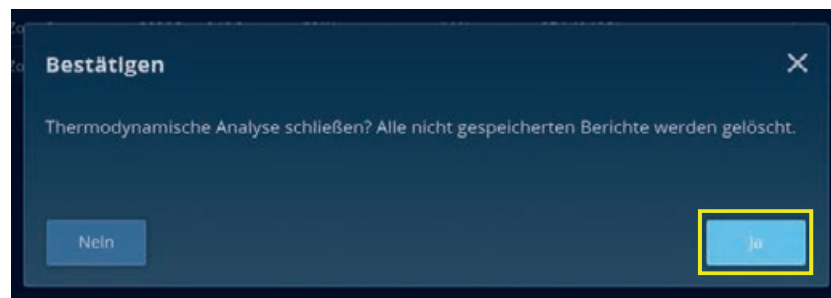 Bestätigen
Thermodynamische Analyse schließen? Alle nicht gespeicherten Berichte werden gelöscht.
Nein
Ja